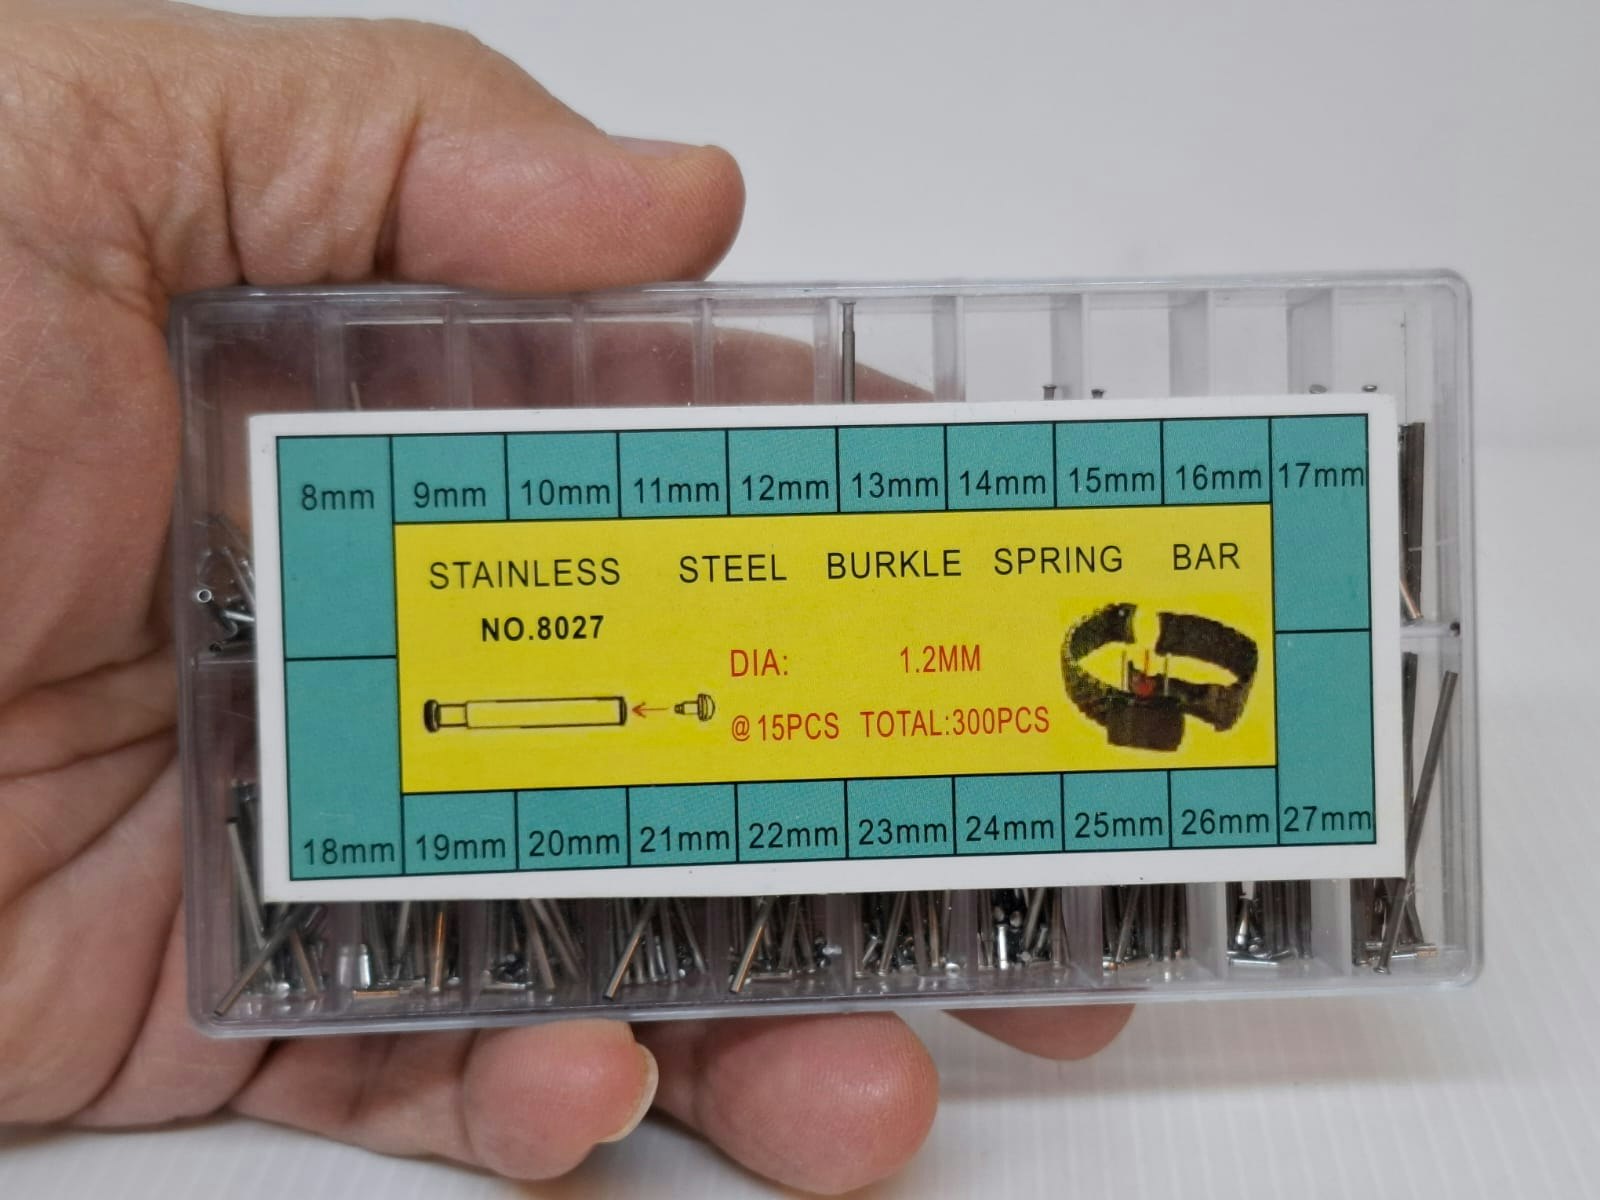 8mm 9mm 10mm 11mm 12mm 13mm 14mm 15mm 16mm 17mm
STAINLESS STEEL BURKLE SPRING BAR
NO.8027
DIA: 1.2MM
@15PCS TOTAL:300PCS
18mm 19mm 20mm 21mm 22mm 23mm 24mm 25mm 26mm 27mm